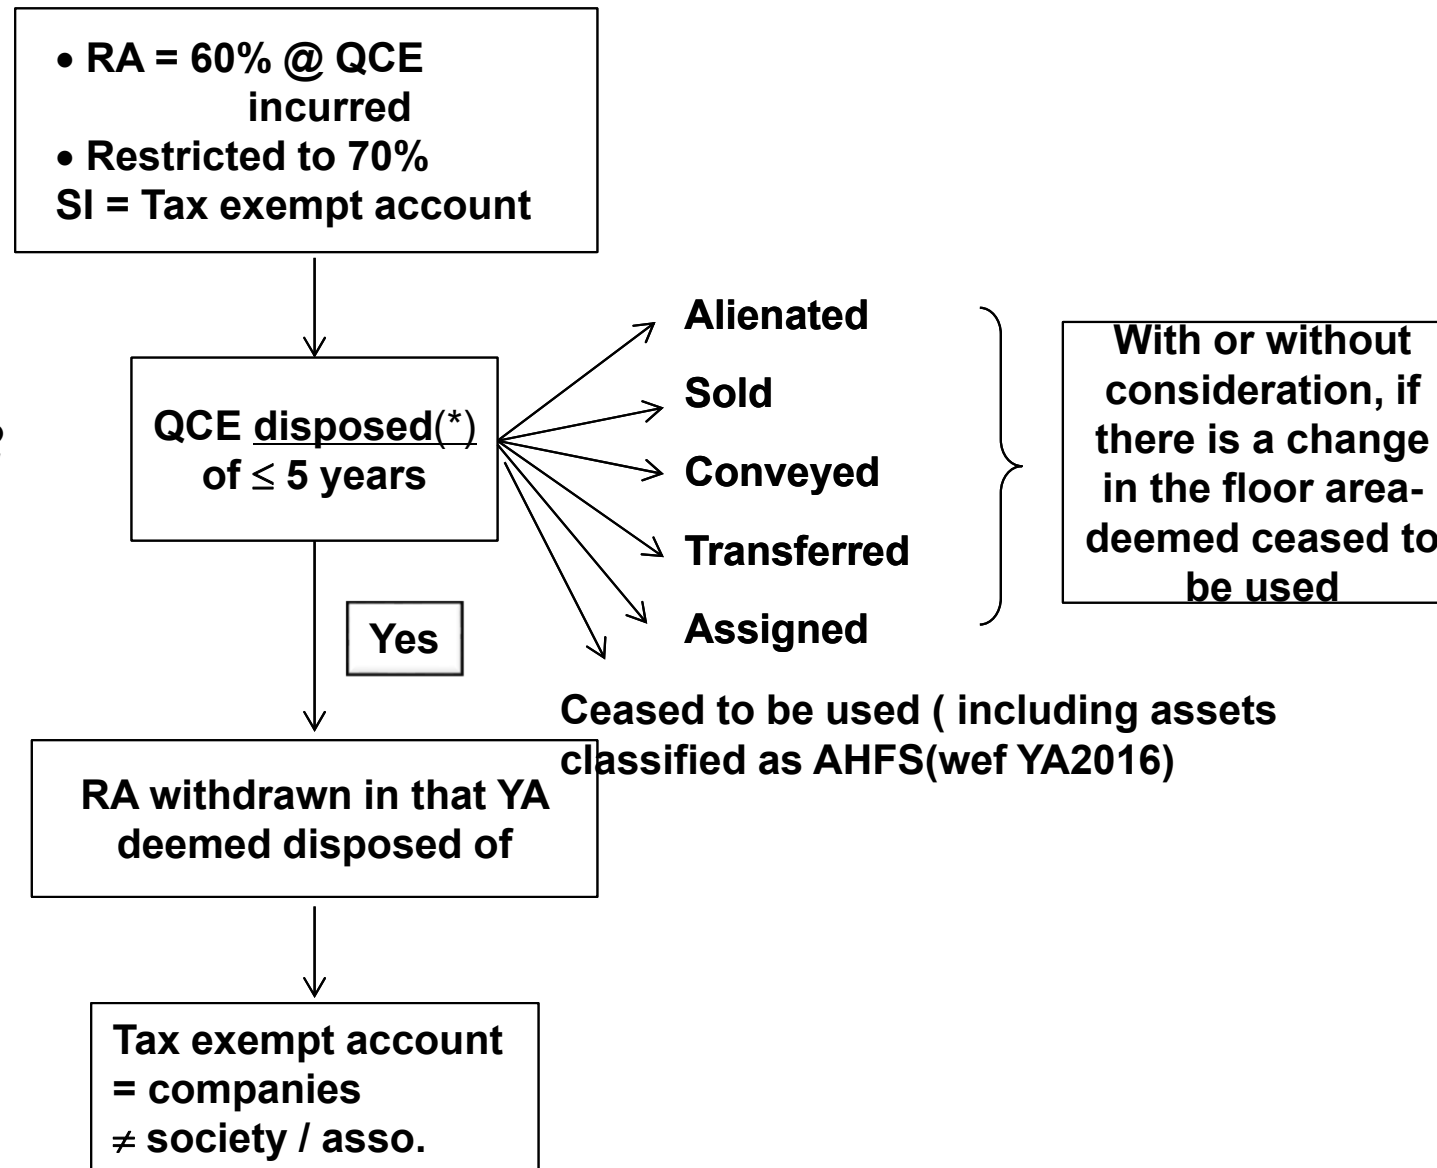 • RA = 60% @ QCE
incurred
• Restricted to 70%
SI = Tax exempt account
QCE disposed(*)
of ≤ 5 years
Alienated
Sold
Conveyed
Transferred
Assigned
Ceased to be used ( including assets
classified as AHFS(wef YA2016)
With or without
consideration, if
there is a change
in the floor area-
deemed ceased to
be used
Yes
RA withdrawn in that YA
deemed disposed of
Tax exempt account
= companies
≠ society / asso.